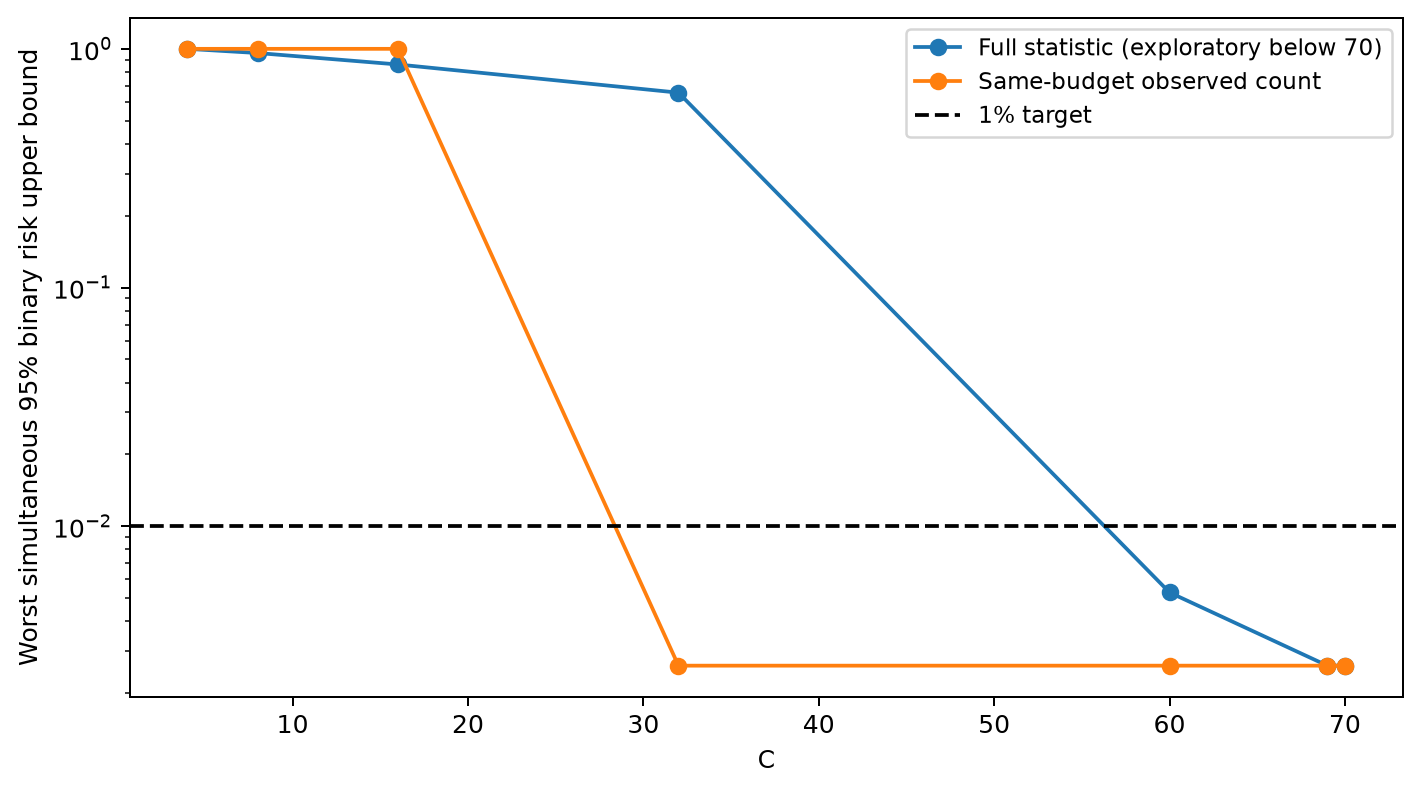 Worst simultaneous 95% binary risk upper bound
10⁰
10⁻¹
10⁻²
Full statistic (exploratory below 70)
Same-budget observed count
1% target
10 20 30 40 50 60 70
C